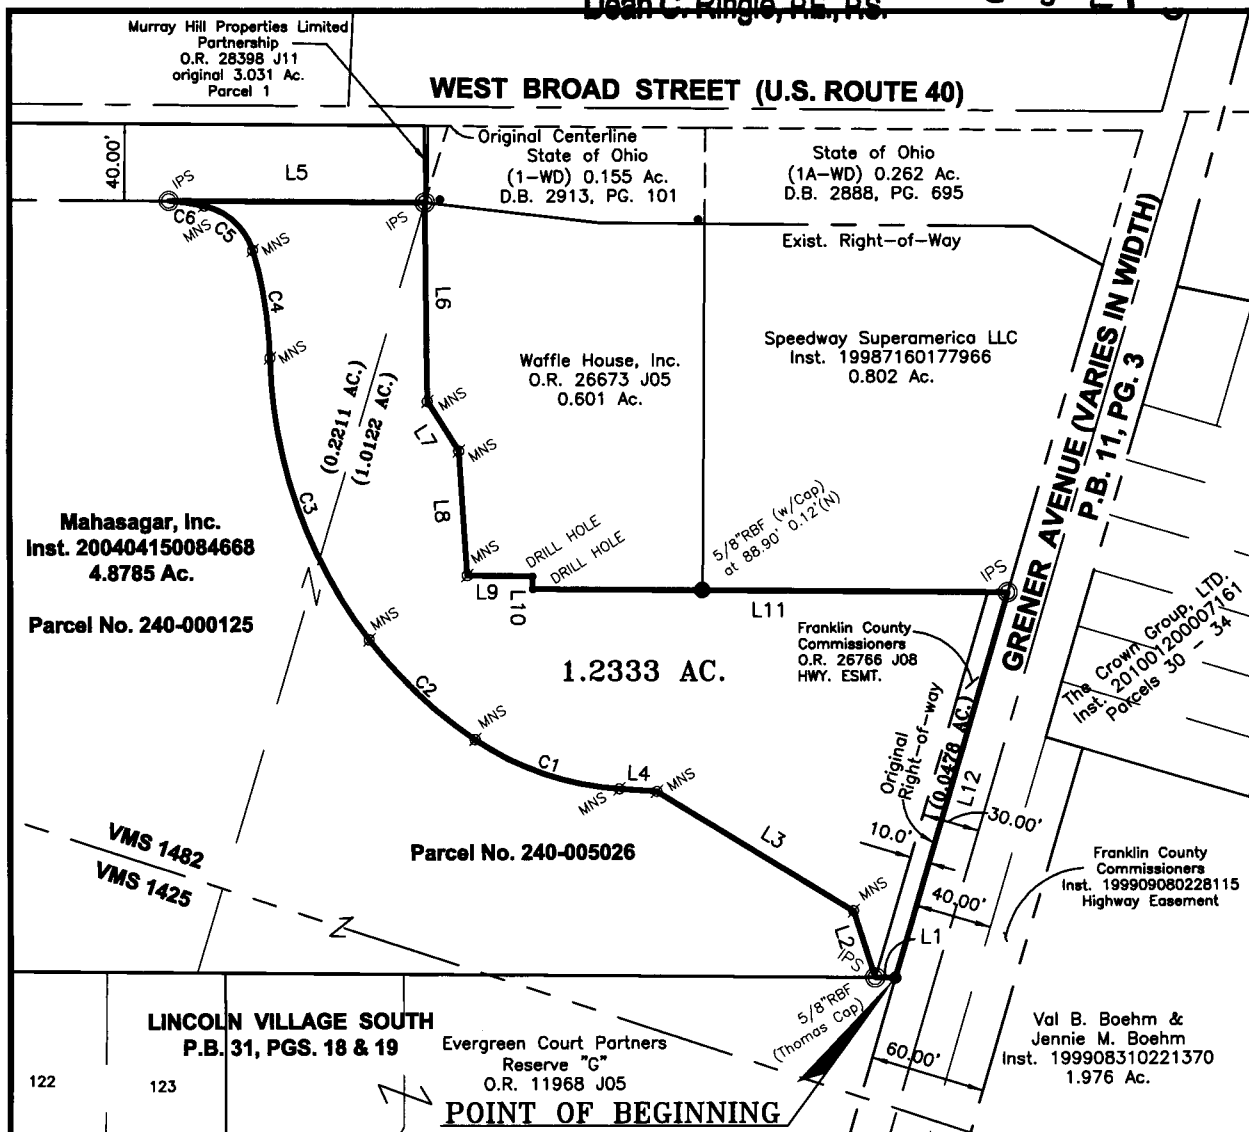 Dean C. Ringle, P.E., P.S.
Murray Hill Properties Limited
Partnership
O.R. 28398 J11
original 3.031 Ac.
Parcel 1
WEST BROAD STREET (U.S. ROUTE 40)
40.00'
Original Centerline
State of Ohio
(1-WD) 0.155 Ac.
D.B. 2913, PG. 101
State of Ohio
(1A-WD) 0.262 Ac.
D.B. 2888, PG. 695
IPS
L5
C6
MNS
C5
MNS
IPS
Exist. Right-of-Way
L6
C4
MNS
Waffle House, Inc.
O.R. 26673 J05
0.601 Ac.
Speedway Superamerica LLC
Inst. 19987160177966
0.802 Ac.
GRENER AVENUE (VARIES IN WIDTH)
P.B. 11, PG. 3
MNS
L7
MNS
(0.2211 AC.)
(1.0122 AC.)
L8
C3
Mahasagar, Inc.
Inst. 200404150084668
4.8785 Ac.
Parcel No. 240-000125
MNS
DRILL HOLE
DRILL HOLE
5/8"RBF (w/Cap)
at 88.90' 0.12'(N)
L9
L10
L11
IPS
MNS
Franklin County
Commissioners
O.R. 26766 J08
HWY. ESMT.
The Crown Group, LTD.
Inst. 201001200007161
Parcels 30 - 34
1.2333 AC.
C2
MNS
C1
L4
MNS
MNS
Original
Right-of-way
(0.0478 AC.)
L12
30.00'
10.0'
L3
VMS 1482
VMS 1425
Parcel No. 240-005026
Franklin County
Commissioners
Inst. 199909080228115
Highway Easement
MNS
40.00'
L2
L1
IPS
5/8"RBF
(Thomas Cap)
LINCOLN VILLAGE SOUTH
P.B. 31, PGS. 18 & 19
Evergreen Court Partners
Reserve "G"
O.R. 11968 J05
60.00'
Val B. Boehm &
Jennie M. Boehm
Inst. 199908310221370
1.976 Ac.
122
123
POINT OF BEGINNING